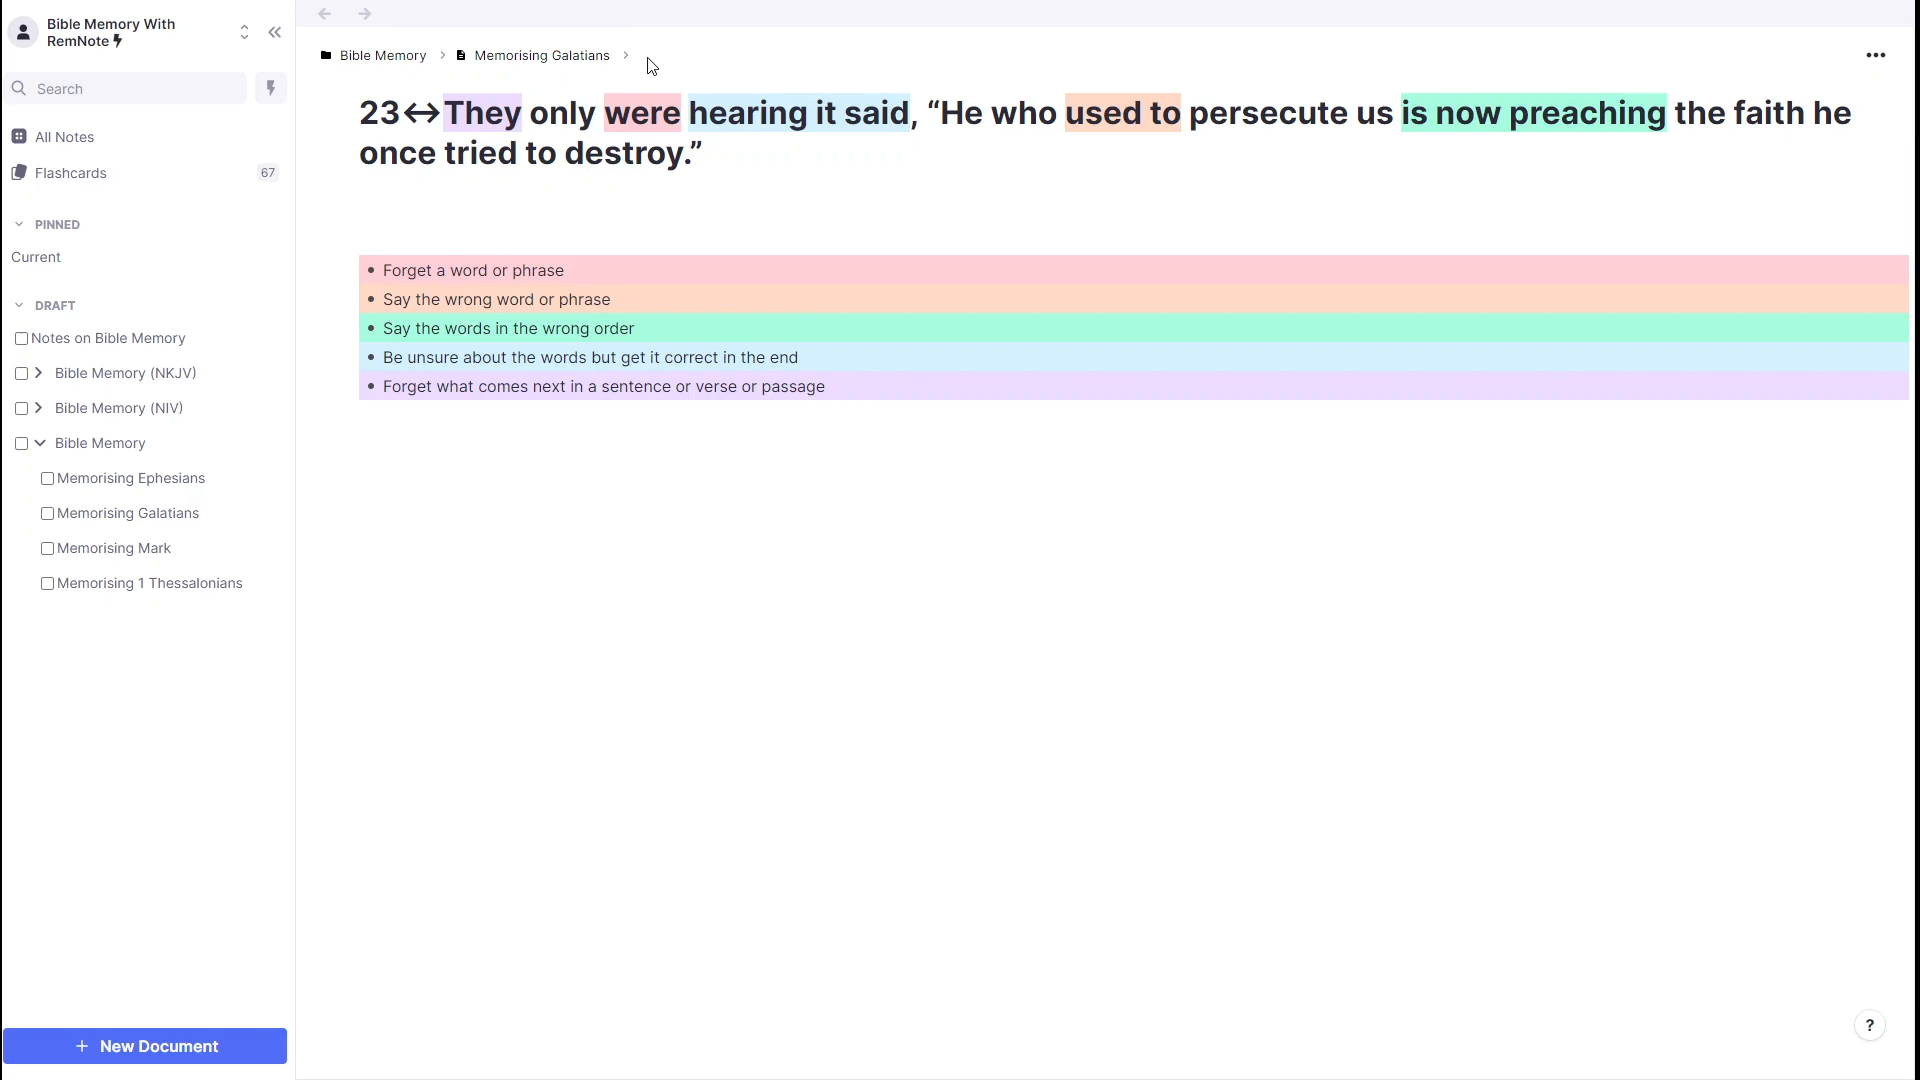 Bible Memory With
RemNote
Search
All Notes
Flashcards 67
PINNED
Current
DRAFT
Notes on Bible Memory
Bible Memory (NKJV)
Bible Memory (NIV)
Bible Memory
Memorising Ephesians
Memorising Galatians
Memorising Mark
Memorising 1 Thessalonians
+ New Document
Bible Memory > Memorising Galatians >
•••
23↔They only were hearing it said, “He who used to persecute us is now preaching the faith he
once tried to destroy.”
• Forget a word or phrase
• Say the wrong word or phrase
• Say the words in the wrong order
• Be unsure about the words but get it correct in the end
• Forget what comes next in a sentence or verse or passage
?